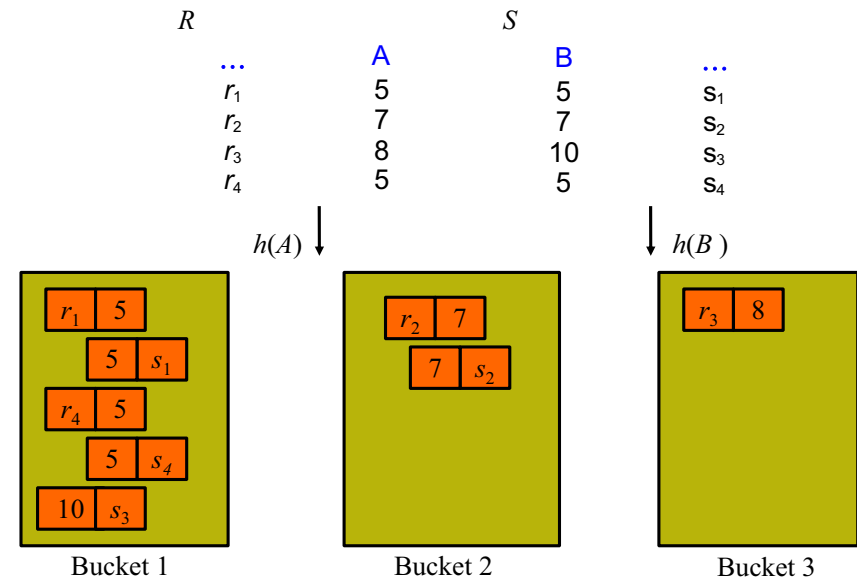 R S
... A B ...
r₁ 5 5 s₁
r₂ 7 7 s₂
r₃ 8 10 s₃
r₄ 5 5 s₄
h(A) h(B )
r₁ 5
5 s₁
r₄ 5
5 s₄
10 s₃
Bucket 1
r₂ 7
7 s₂
Bucket 2
r₃ 8
Bucket 3